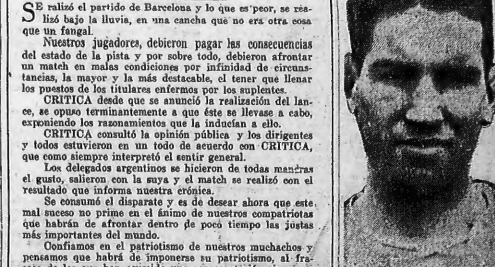 SE ralizó el partido de Barcelona y lo que es peor, se rea-
lizó bajo la lluvia, en una cancha que no era otra cosa
que un fangal.
Nuestros jugadores, debieron pagar las consecuencias
del estado de la pista y por sobre todo, debieron afrontar
un match en malas condiciones por infinidad de circuns-
tancias, la mayor y la más destacable, el tener que llenar
los puestos de los titulares enfermos por los suplentes.
CRITICA desde que se anunció la realización del lan-
ce, se opuso terminantemente a que éste se llevase a cabo,
exponiendo los razonamientos que la inducían a ello.
CRITICA consultó la opinión pública y los dirigentes
y todos estuvieron en un todo de acuerdo con CRITICA,
que como siempre interpretó el sentir general.
Los delegados argentinos se hicieron de todas maneras
el gusto, salieron con la suya y el match se realizó con el
resultado que informa nuestra crónica.
Se consumó el disparate y es de desear ahora que este
mal suceso no prime en el ánimo de nuestros compatriotas
que habrán de afrontar dentro de poco tiempo las justas
más importantes del mundo.
Confiamos en el patriotismo de nuestros muchachos y
pensamos que habrá de imponerse su patriotismo, al fra-